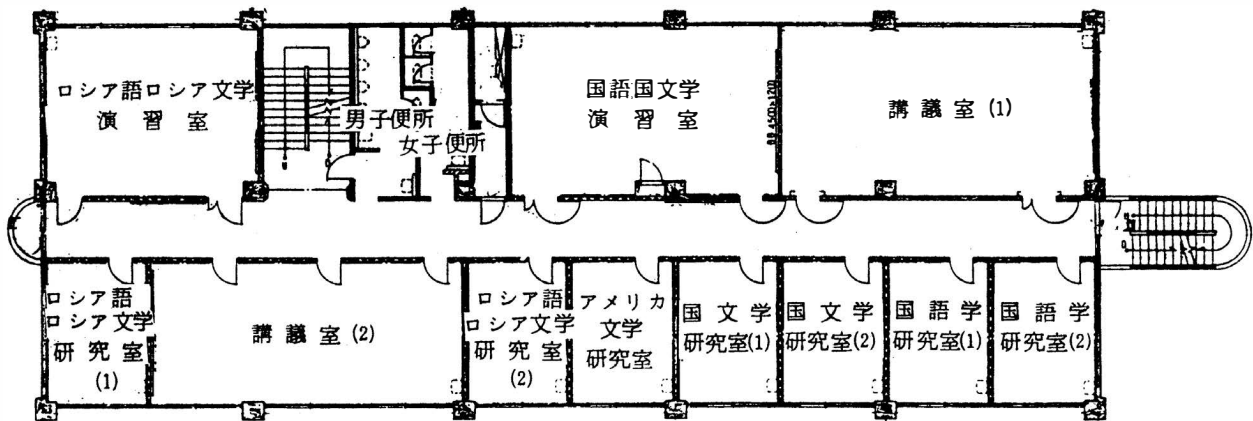 ロシア語ロシア文学
演習室
男子便所
女子便所
国語国文学
演習室
講議室(1)
ロシア語
ロシア文学
研究室
(1)
講議室(2)
ロシア語
ロシア文学
研究室
(2)
アメリカ
文学
研究室
国文学
研究室(1)
国文学
研究室(2)
国語学
研究室(1)
国語学
研究室(2)